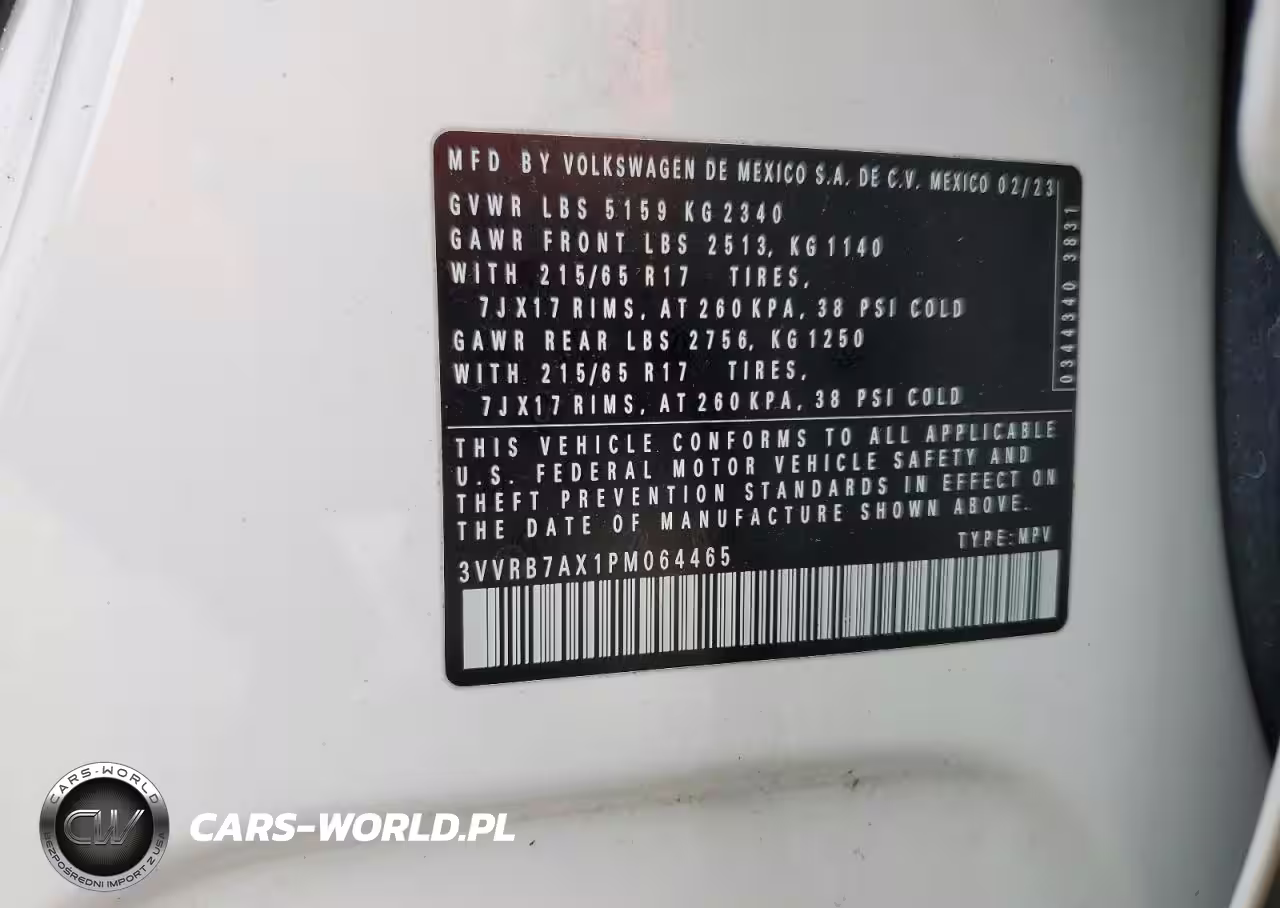 MFD BY VOLKSWAGEN DE MEXICO S.A. DE C.V. MEXICO 02/23
GVWR LBS 5159 KG 2340
GAWR FRONT LBS 2513, KG 1140
WITH 215/65 R17 TIRES,
7JX17 RIMS, AT 260 KPA, 38 PSI COLD
GAWR REAR LBS 2756, KG 1250
WITH 215/65 R17 TIRES,
7JX17 RIMS, AT 260 KPA, 38 PSI COLD
0344340 3831
THIS VEHICLE CONFORMS TO ALL APPLICABLE
U.S. FEDERAL MOTOR VEHICLE SAFETY AND
THEFT PREVENTION STANDARDS IN EFFECT ON
THE DATE OF MANUFACTURE SHOWN ABOVE.
TYPE: MPV
3VVRB7AX1PM064465
CARS-WORLD
CW
BEZPOŚREDNI IMPORT Z USA
CARS-WORLD.PL